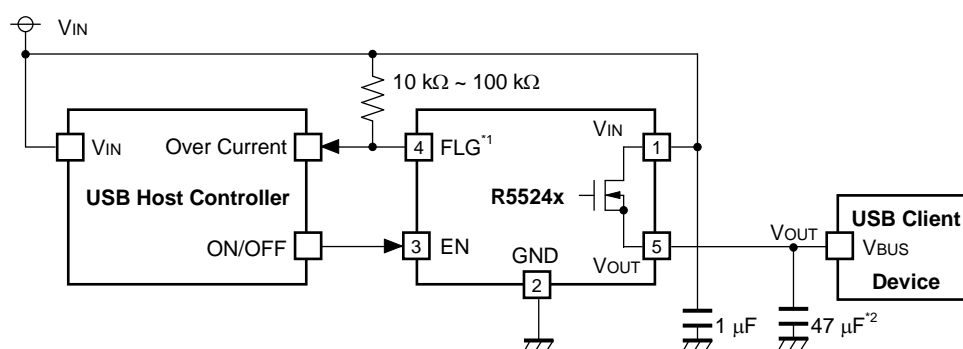 VIN
10 kΩ ~ 100 kΩ
VIN
Over Current
USB Host Controller
ON/OFF
4
FLG*1
VIN
1
R5524x
3
EN
GND
2
VOUT
5
VOUT
USB Client
VBUS
Device
1 μF
47 μF*2